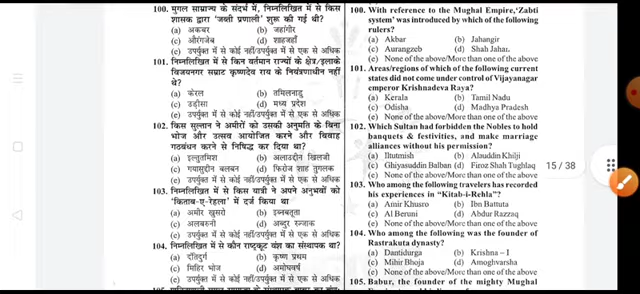 100. मुगल साम्राज्य के संदर्भ में, निम्नलिखित में से किस
शासक द्वारा 'जब्ती प्रणाली' शुरू की गई थी?
(a) अकबर (b) जहांगीर
(c) औरंगजेब (d) शाहजहाँ
(e) उपर्युक्त में से कोई नहीं/उपर्युक्त में से एक से अधिक
101. निम्नलिखित में से किन वर्तमान राज्यों के क्षेत्र/इलाके
विजयनगर सम्राट कृष्णदेव राय के नियंत्रणाधीन नहीं
थे?
(a) केरल (b) तमिलनाडु
(c) उड़ीसा (d) मध्य प्रदेश
(e) उपर्युक्त में से कोई नहीं/उपर्युक्त में से एक से अधिक
102. किस सुल्तान ने अमीरों को उसकी अनुमति के बिना
भोज और उत्सव आयोजित करने और विवाह
गठबंधन करने से निषिद्ध कर दिया था?
(a) इल्तुतमिश (b) अलाउद्दीन खिलजी
(c) गयासुद्दीन बलबन (d) फिरोज शाह तुगलक
(e) उपर्युक्त में से कोई नहीं/उपर्युक्त में से एक से अधिक
103. निम्नलिखित में से किस यात्री ने अपने अनुभवों को
'किताब-ए-रेहला' में दर्ज किया था
(a) अमीर खुसरो (b) इब्नबतूता
(c) अलबरुनी (d) अब्दुर रज्जाक
(e) उपर्युक्त में से कोई नहीं/उपर्युक्त में से एक से अधिक
104. निम्नलिखित में से कौन राष्ट्रकूट वंश का संस्थापक था?
(a) दंतिदुर्ग (b) कृष्ण प्रथम
(c) मिहिर भोज (d) अमोघवर्ष
(e) उपर्युक्त में से कोई नहीं/उपर्युक्त में से एक से अधिक
100. With reference to the Mughal Empire,'Zabti
system' was introduced by which of the following
rulers?
(a) Akbar (b) Jahangir
(c) Aurangzeb (d) Shah Jahan
(e) None of the above/More than one of the above
101. Areas/regions of which of the following current
states did not come under control of Vijayanagar
emperor Krishnadeva Raya?
(a) Kerala (b) Tamil Nadu
(c) Odisha (d) Madhya Pradesh
(e) None of the above/More than one of the above
102. Which Sultan had forbidden the Nobles to hold
banquets & festivities, and make marriage
alliances without his permission?
(a) Iltutmish (b) Alauddin Khilji
(c) Ghiyasuddin Balban (d) Firoz Shah Tughlaq
(e) None of the above/More than one of the above
103. Who among the following travelers has recorded
his experiences in "Kitab-i-Rehla"?
(a) Amir Khusro (b) Ibn Battuta
(c) Al Beruni (d) Abdur Razzaq
(e) None of the above/More than one of the above
104. Who among the following was the founder of
Rastrakuta dynasty?
(a) Dantidurga (b) Krishna – I
(c) Mihir Bhoja (d) Amoghvarsha
(e) None of the above/More than one of the above
105. Babur, the founder of the mighty Mughal
15 / 38